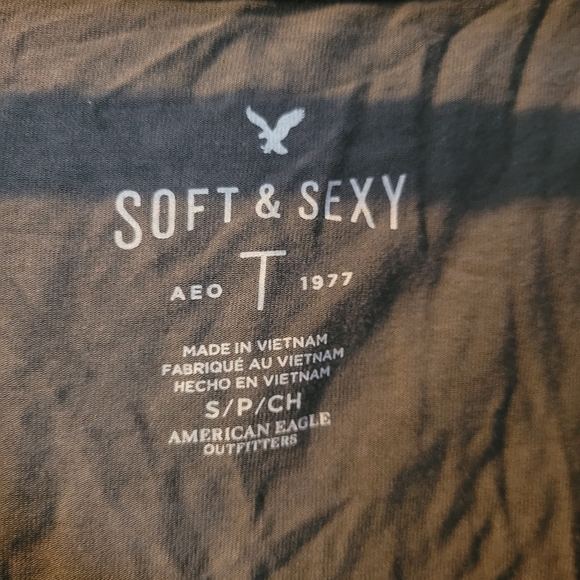 SOFT & SEXY
AEO T 1977
MADE IN VIETNAM
FABRIQUÉ AU VIETNAM
HECHO EN VIETNAM
S/P/CH
AMERICAN EAGLE
OUTFITTERS